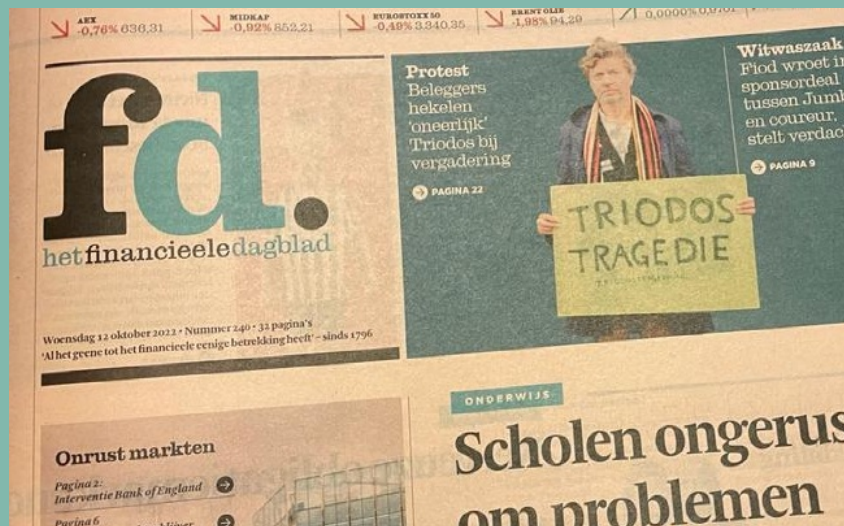 AEX
-0,76% 636,31
MIDKAP
-0,92% 852,21
EUROSTOXX 50
-0,49% 3.340,35
BRENT OLIE
-1,98% 94,29
0,0000%
fd.
hetfinancieeledagblad
Woensdag 12 oktober 2022 • Nummer 240 • 32 pagina's
'Al het geene tot het financieele eenige betrekking heeft' – sinds 1796
Protest
Beleggers
hekelen
'oneerlijk'
Triodos bij
vergadering
PAGINA 22
TRIODOS
TRAGEDIE
Witwaszaak
Fiod wroet in
sponsordeal
tussen Jumb
en coureur,
stelt verdac
PAGINA 9
Onrust markten
Pagina 2:
Interventie Bank of England
Pagina 6
ONDERWIJS
Scholen ongerus
om problemen